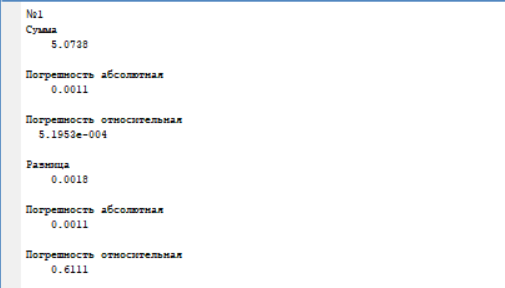 №1
Сумма
5.0738
Погрешность абсолютная
0.0011
Погрешность относительная
5.1953e-004
Разница
0.0018
Погрешность абсолютная
0.0011
Погрешность относительная
0.6111